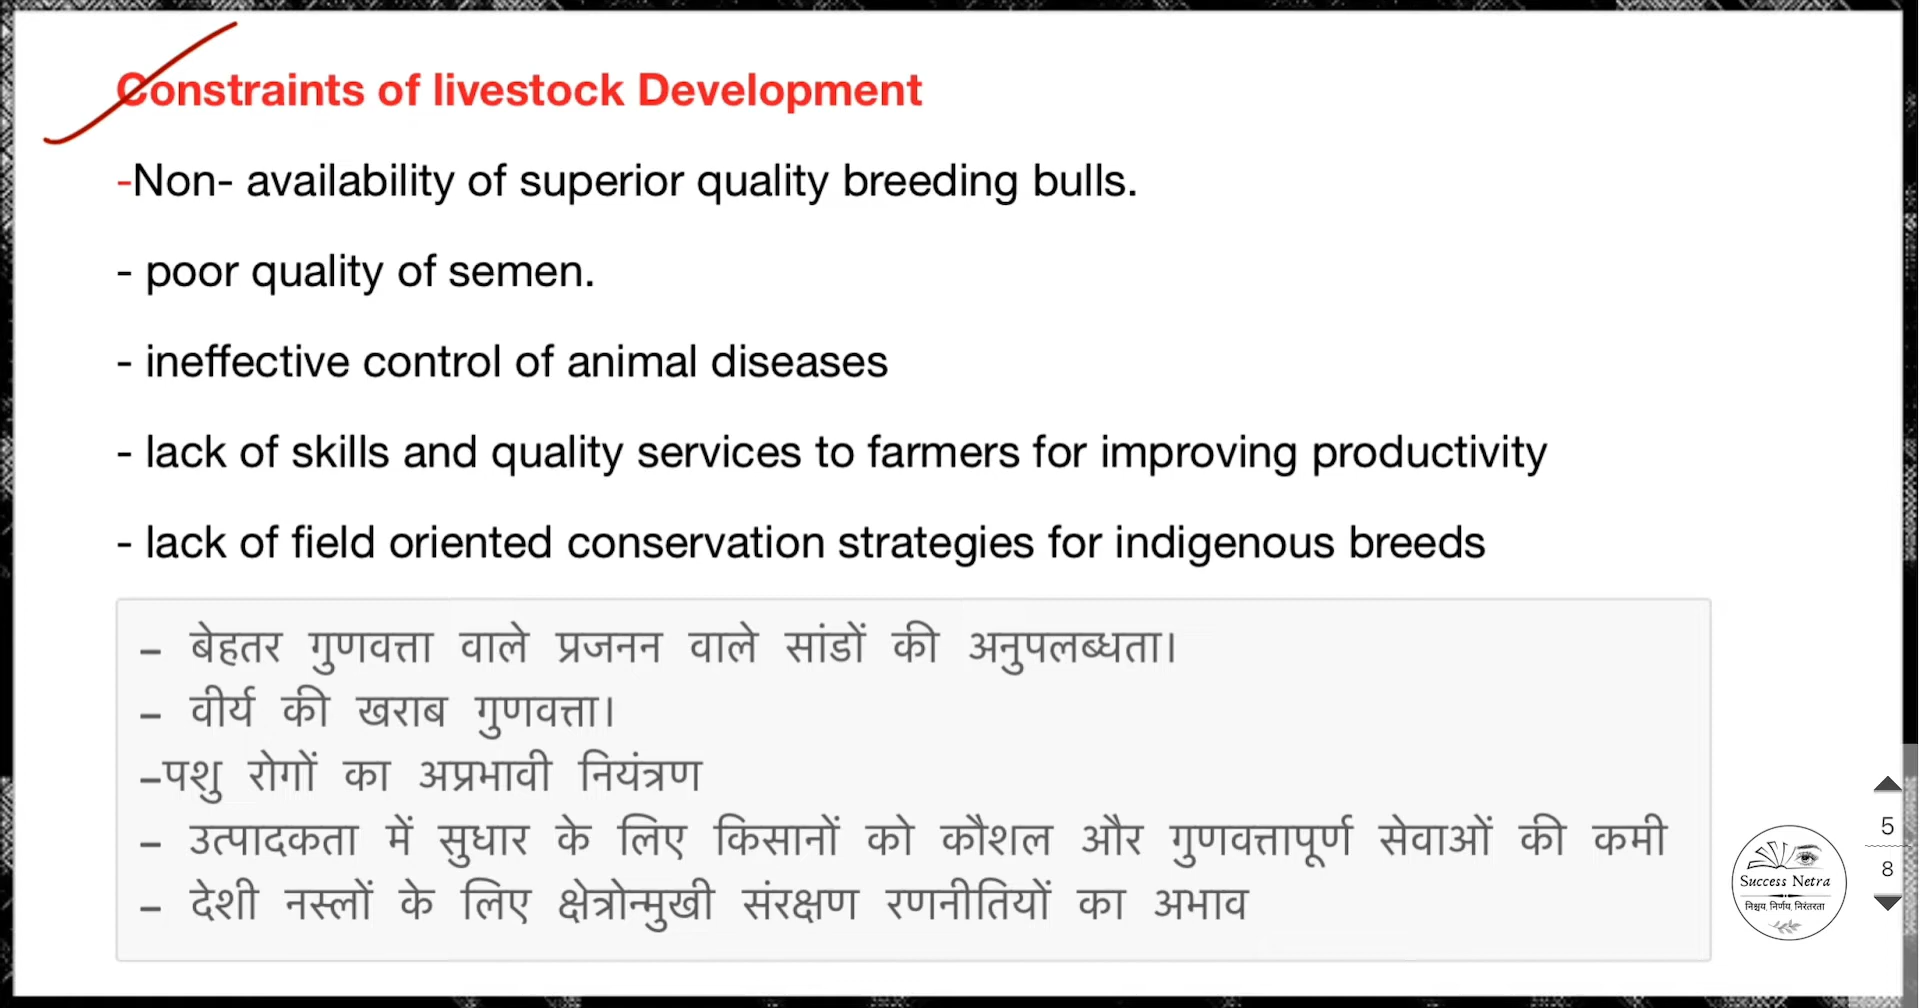 Constraints of livestock Development
-Non- availability of superior quality breeding bulls.
- poor quality of semen.
- ineffective control of animal diseases
- lack of skills and quality services to farmers for improving productivity
- lack of field oriented conservation strategies for indigenous breeds
– बेहतर गुणवत्ता वाले प्रजनन वाले सांडों की अनुपलब्धता।
– वीर्य की खराब गुणवत्ता।
–पशु रोगों का अप्रभावी नियंत्रण
– उत्पादकता में सुधार के लिए किसानों को कौशल और गुणवत्तापूर्ण सेवाओं की कमी
– देशी नस्लों के लिए क्षेत्रोन्मुखी संरक्षण रणनीतियों का अभाव
5
8
Success Netra
निश्चय, निर्णय, निरंतरता